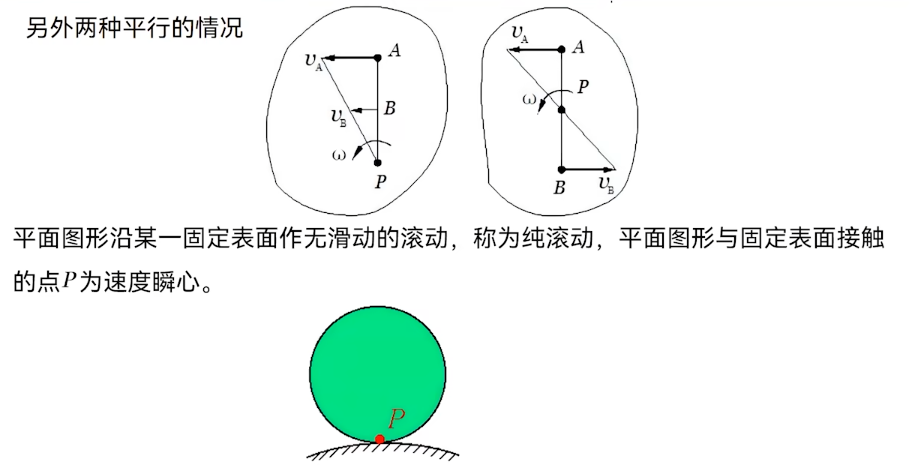 另外两种平行的情况
v_A A
v_B B
ω
P
v_A A
ω P
B v_B
平面图形沿某一固定表面作无滑动的滚动，称为纯滚动，平面图形与固定表面接触
的点P为速度瞬心。
P